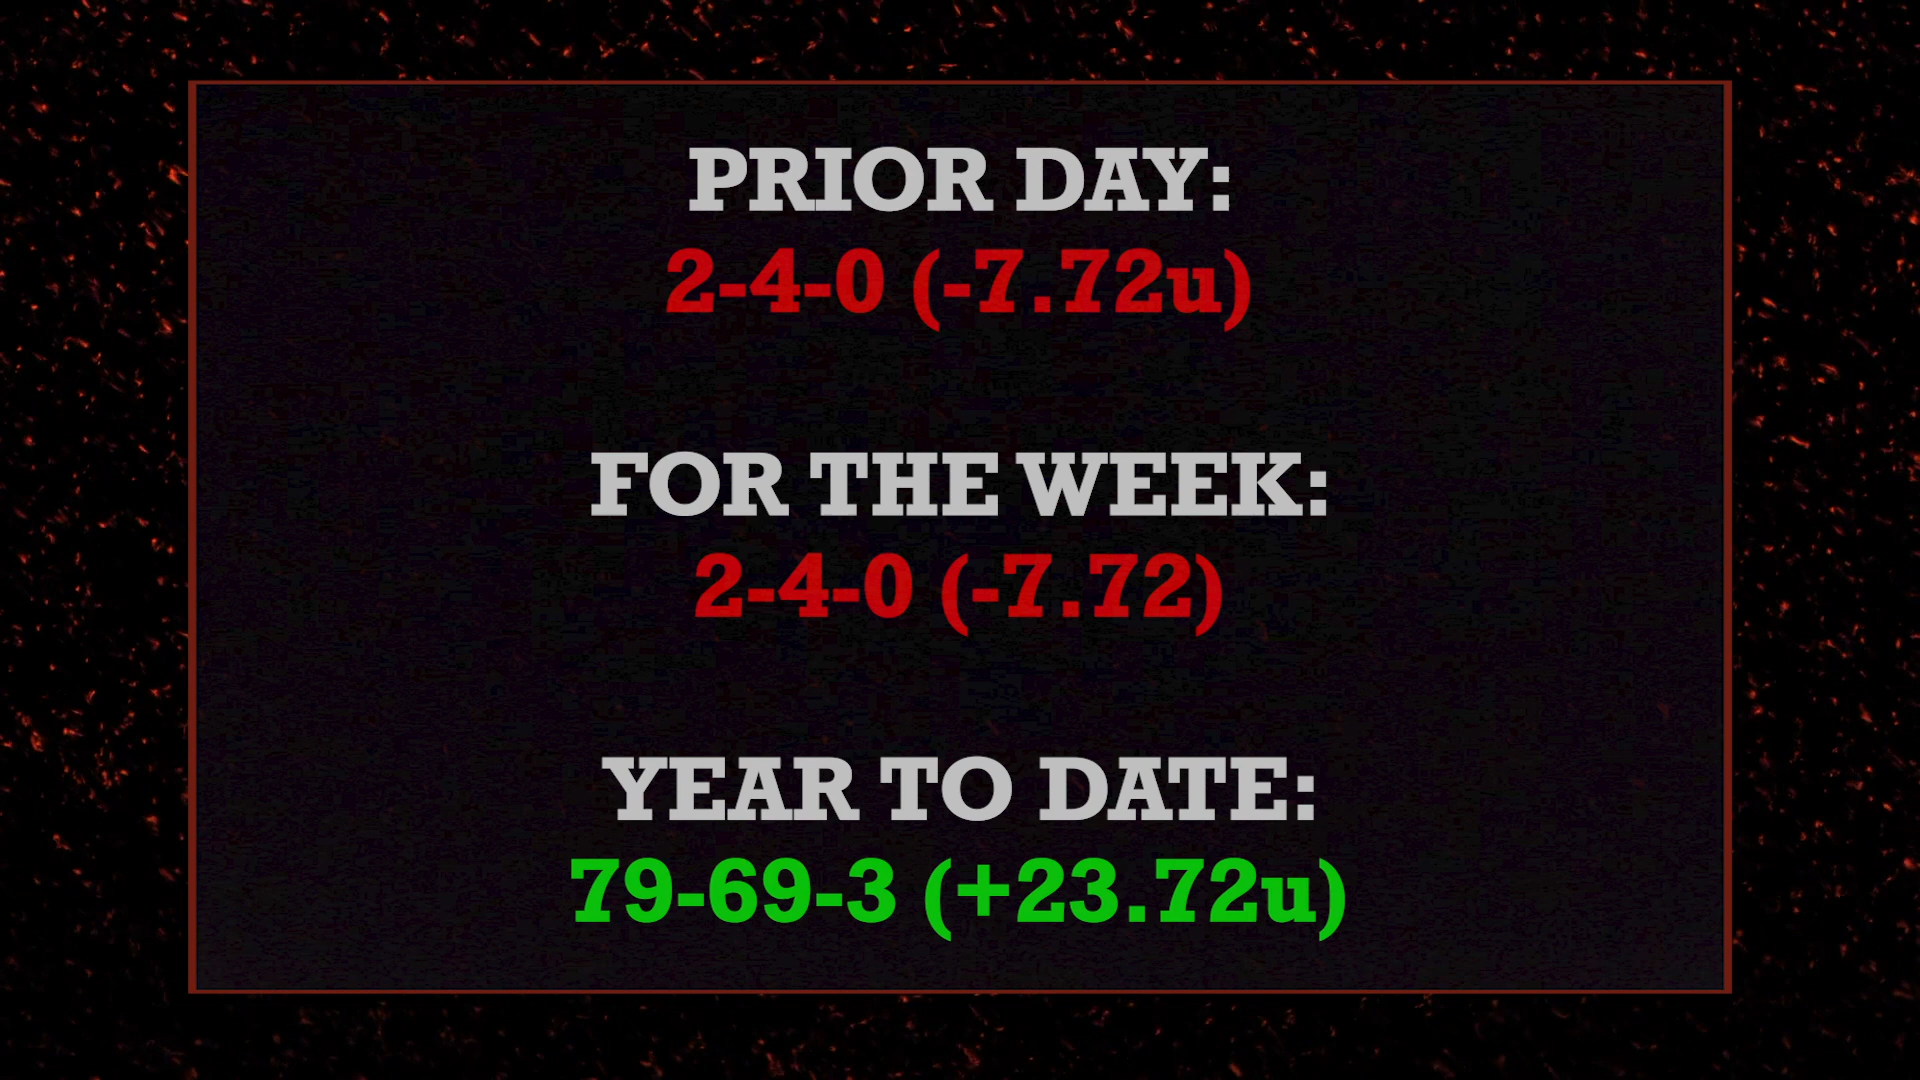 PRIOR DAY:
2-4-0 (-7.72u)
FOR THE WEEK:
2-4-0 (-7.72)
YEAR TO DATE:
79-69-3 (+23.72u)